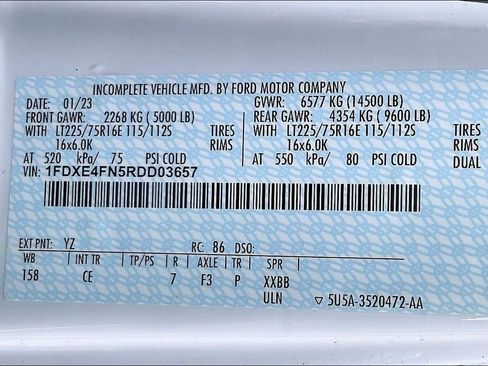 INCOMPLETE VEHICLE MFD. BY FORD MOTOR COMPANY
DATE: 01/23 GVWR: 6577 KG (14500 LB)
FRONT GAWR: 2268 KG ( 5000 LB) REAR GAWR: 4354 KG ( 9600 LB)
WITH LT225/75R16E 115/112S TIRES WITH LT225/75R16E 115/112S TIRES
16x6.0K RIMS 16x6.0K RIMS
AT 520 kPa/ 75 PSI COLD AT 550 kPa/ 80 PSI COLD DUAL
VIN: 1FDXE4FN5RDD03657
EXT PNT: YZ RC: 86 DSO:
WB INT TR TP/PS R AXLE TR SPR
158 CE 7 F3 P XXBB
ULN ▽ 5U5A-3520472-AA